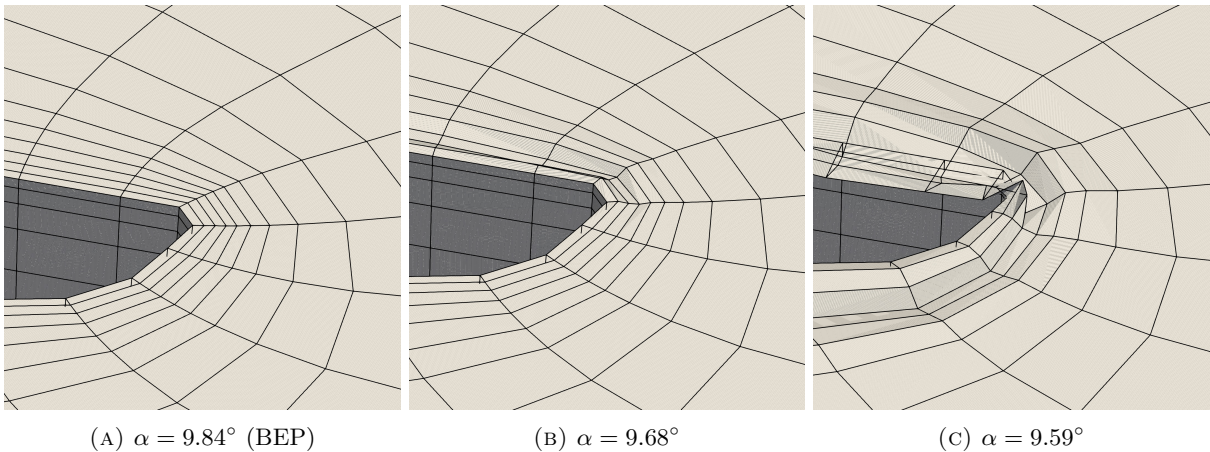 (A) α = 9.84° (BEP)
(B) α = 9.68°
(C) α = 9.59°